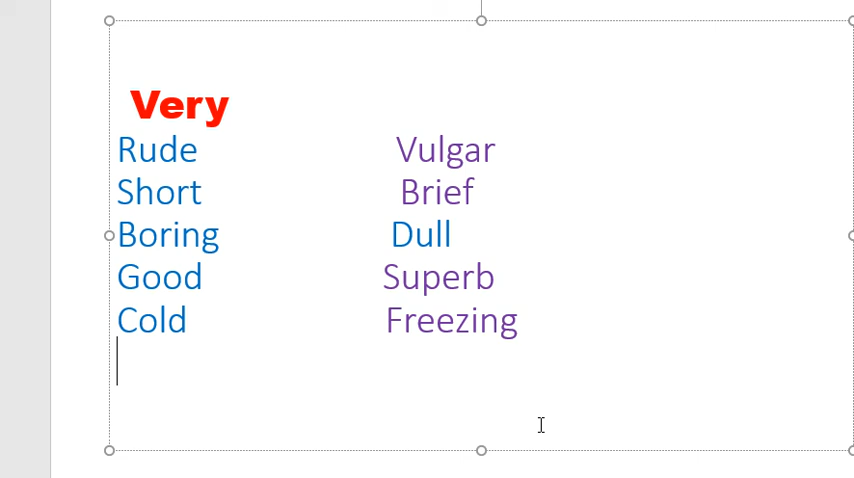 Very
Rude Vulgar
Short Brief
Boring Dull
Good Superb
Cold Freezing